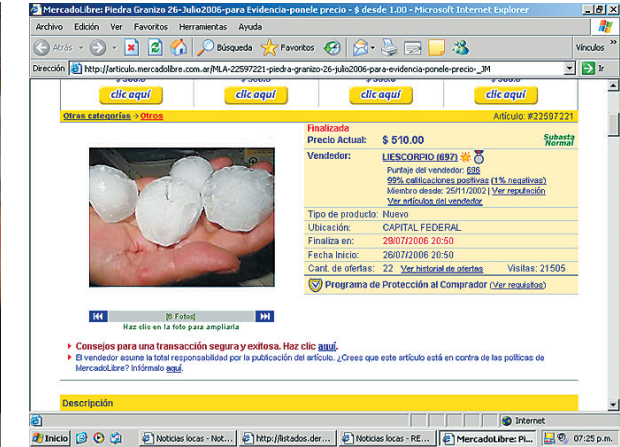 MercadoLibre: Piedra Granizo 26-Julio2006-para Evidencia-ponele precio - $ desde 1.00 - Microsoft Internet Explorer
Archivo Edición Ver Favoritos Herramientas Ayuda
Atrás Búsqueda Favoritos Vínculos
Dirección http://articulo.mercadolibre.com.ar/MLA-22597221-piedra-granizo-26-julio2006-para-evidencia-ponele-precio-_JM Ir
clic aquí clic aquí clic aquí clic aquí
Otras categorías > Otros Artículo: #22597221
Finalizada
Precio Actual: $ 510.00 Subasta
Normal
Vendedor: LIESCORPIO (697)
Puntaje del vendedor: 696
99% calificaciones positivas (1% negativas)
Miembro desde: 25/11/2002 | Ver reputación
Ver artículos del vendedor
Tipo de producto: Nuevo
Ubicación: CAPITAL FEDERAL
Finaliza en: 29/07/2006 20:50
Fecha Inicio: 26/07/2006 20:50
Cant. de ofertas: 22 Ver historial de ofertas Visitas: 21505
Programa de Protección al Comprador (Ver requisitos)
[6 Fotos]
Haz clic en la foto para ampliarla
Consejos para una transacción segura y exitosa. Haz clic aquí.
El vendedor asume la total responsabilidad por la publicación del artículo. ¿Crees que este artículo está en contra de las políticas de
MercadoLibre? Infórmalo aquí.
Descripción
Internet
Inicio Noticias locas - Not... http://listados.der... Noticias locas - RE... MercadoLibre: Pi... 07:25 p.m.